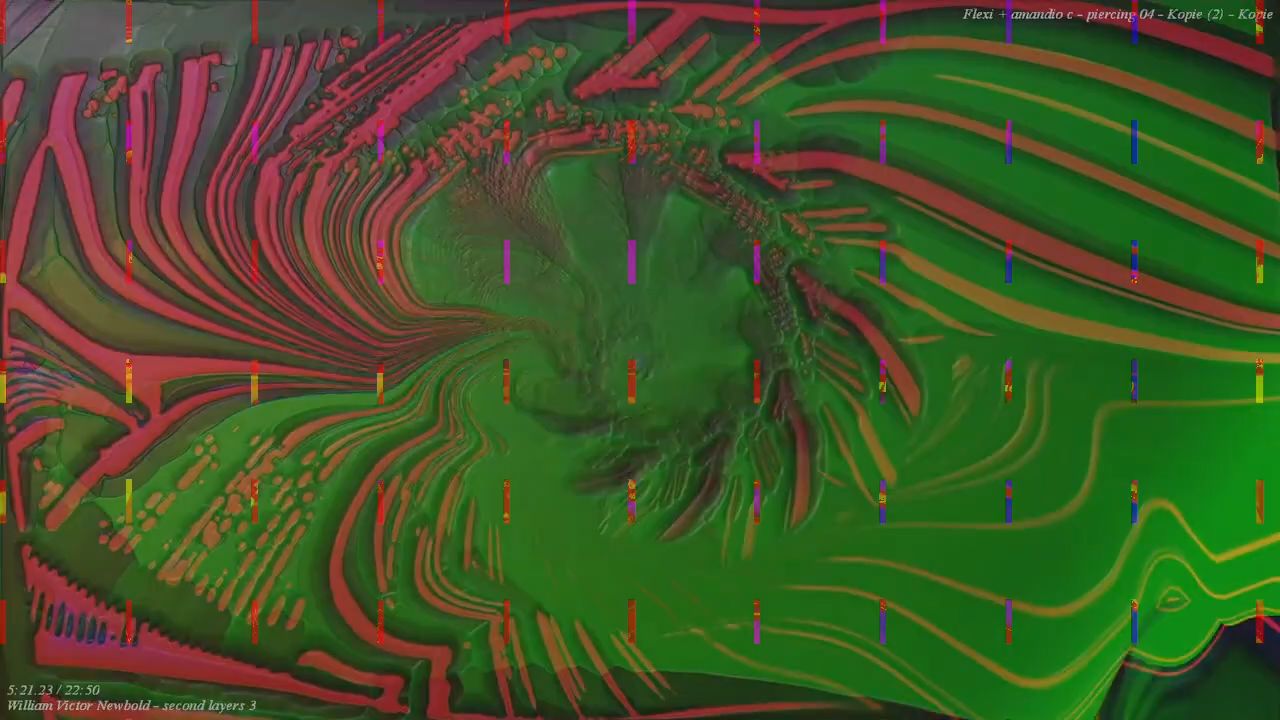 Flexi + amandio c - piercing 04 - Kopie (2) - Kopie
5:21.23 / 22:50
William Victor Newbold - second layers 3